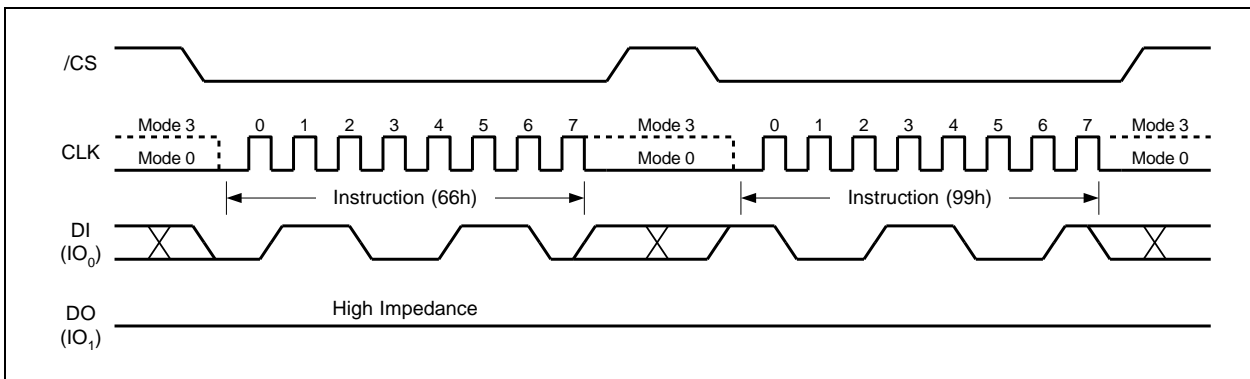 /CS
Mode 3 0 1 2 3 4 5 6 7 Mode 3 0 1 2 3 4 5 6 7 Mode 3
CLK
Mode 0 Mode 0 Mode 0
Instruction (66h) Instruction (99h)
DI
(IO₀)
High Impedance
DO
(IO₁)